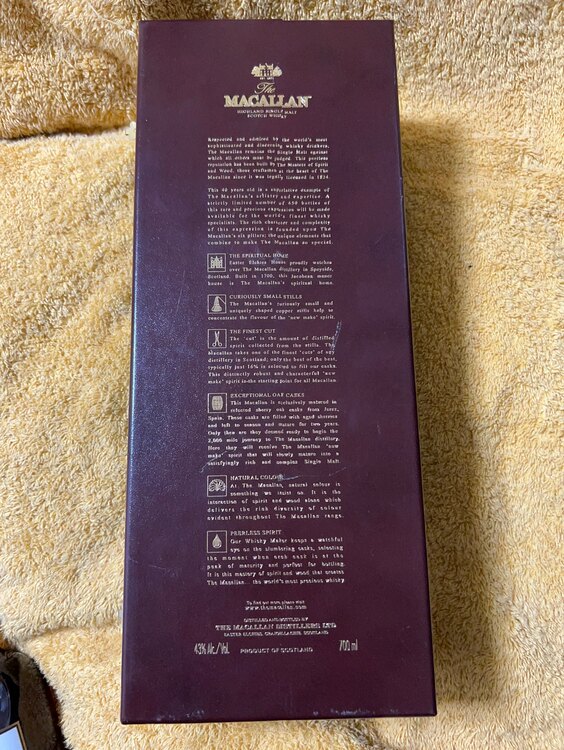 EST. 1824
The
MACALLAN
HIGHLAND SINGLE MALT
SCOTCH WHISKY
Respected and admired by the world's most
sophisticated and discerning whisky drinkers,
The Macallan remains the Single Malt against
which all others must be judged. This peerless
reputation has been built by The Masters of Spirit
and Wood, those craftsmen at the heart of The
Macallan since it was legally licensed in 1824.
This 40 years old is a superlative example of
The Macallan's artistry and expertise. A
strictly limited number of 450 bottles of
this rare and precious expression will be made
available for the world's finest whisky
specialists. The rich character and complexity
of this expression is founded upon The
Macallan's six pillars; the unique elements that
combine to make The Macallan so special.
THE SPIRITUAL HOME
Easter Elchies House proudly watches
over The Macallan distillery in Speyside,
Scotland. Built in 1700, this Jacobean manor
house is The Macallan's spiritual home.
CURIOUSLY SMALL STILLS
The Macallan's curiously small and
uniquely shaped copper stills help to
concentrate the flavour of the "new make" spirit.
THE FINEST CUT
The 'cut' is the amount of distilled
spirit collected from the stills. The
Macallan takes one of the finest 'cuts' of any
distillery in Scotland; only the best of the best,
typically just 16% is selected to fill our casks.
This distinctly robust and characterful "new
make" spirit is the starting point for all Macallan.
EXCEPTIONAL OAK CASKS
This Macallan is exclusively matured in
selected sherry oak casks from Jerez,
Spain. These casks are filled with aged sherries
and left to season and mature for two years.
Only then are they deemed ready to begin the
2,000 mile journey to The Macallan distillery.
Here they will receive The Macallan "new
make" spirit that will slowly mature into a
satisfyingly rich and complex Single Malt.
NATURAL COLOUR
At The Macallan, natural colour is
something we insist on. It is the
interaction of spirit and wood alone which
delivers the rich diversity of colour
evident throughout The Macallan range.
PEERLESS SPIRIT
Our Whisky Maker keeps a watchful
eye on the slumbering casks, selecting
the moment when each cask is at the
peak of maturity and perfect for bottling.
It is this mastery of spirit and wood that creates
The Macallan... the world's most precious whisky.
To find out more please visit
www.themacallan.com
DISTILLED AND BOTTLED BY
THE MACALLAN DISTILLERS LTD.
EASTER ELCHIES, CRAIGELLACHIE SCOTLAND
43% Alc./Vol. PRODUCT OF SCOTLAND 700 ml